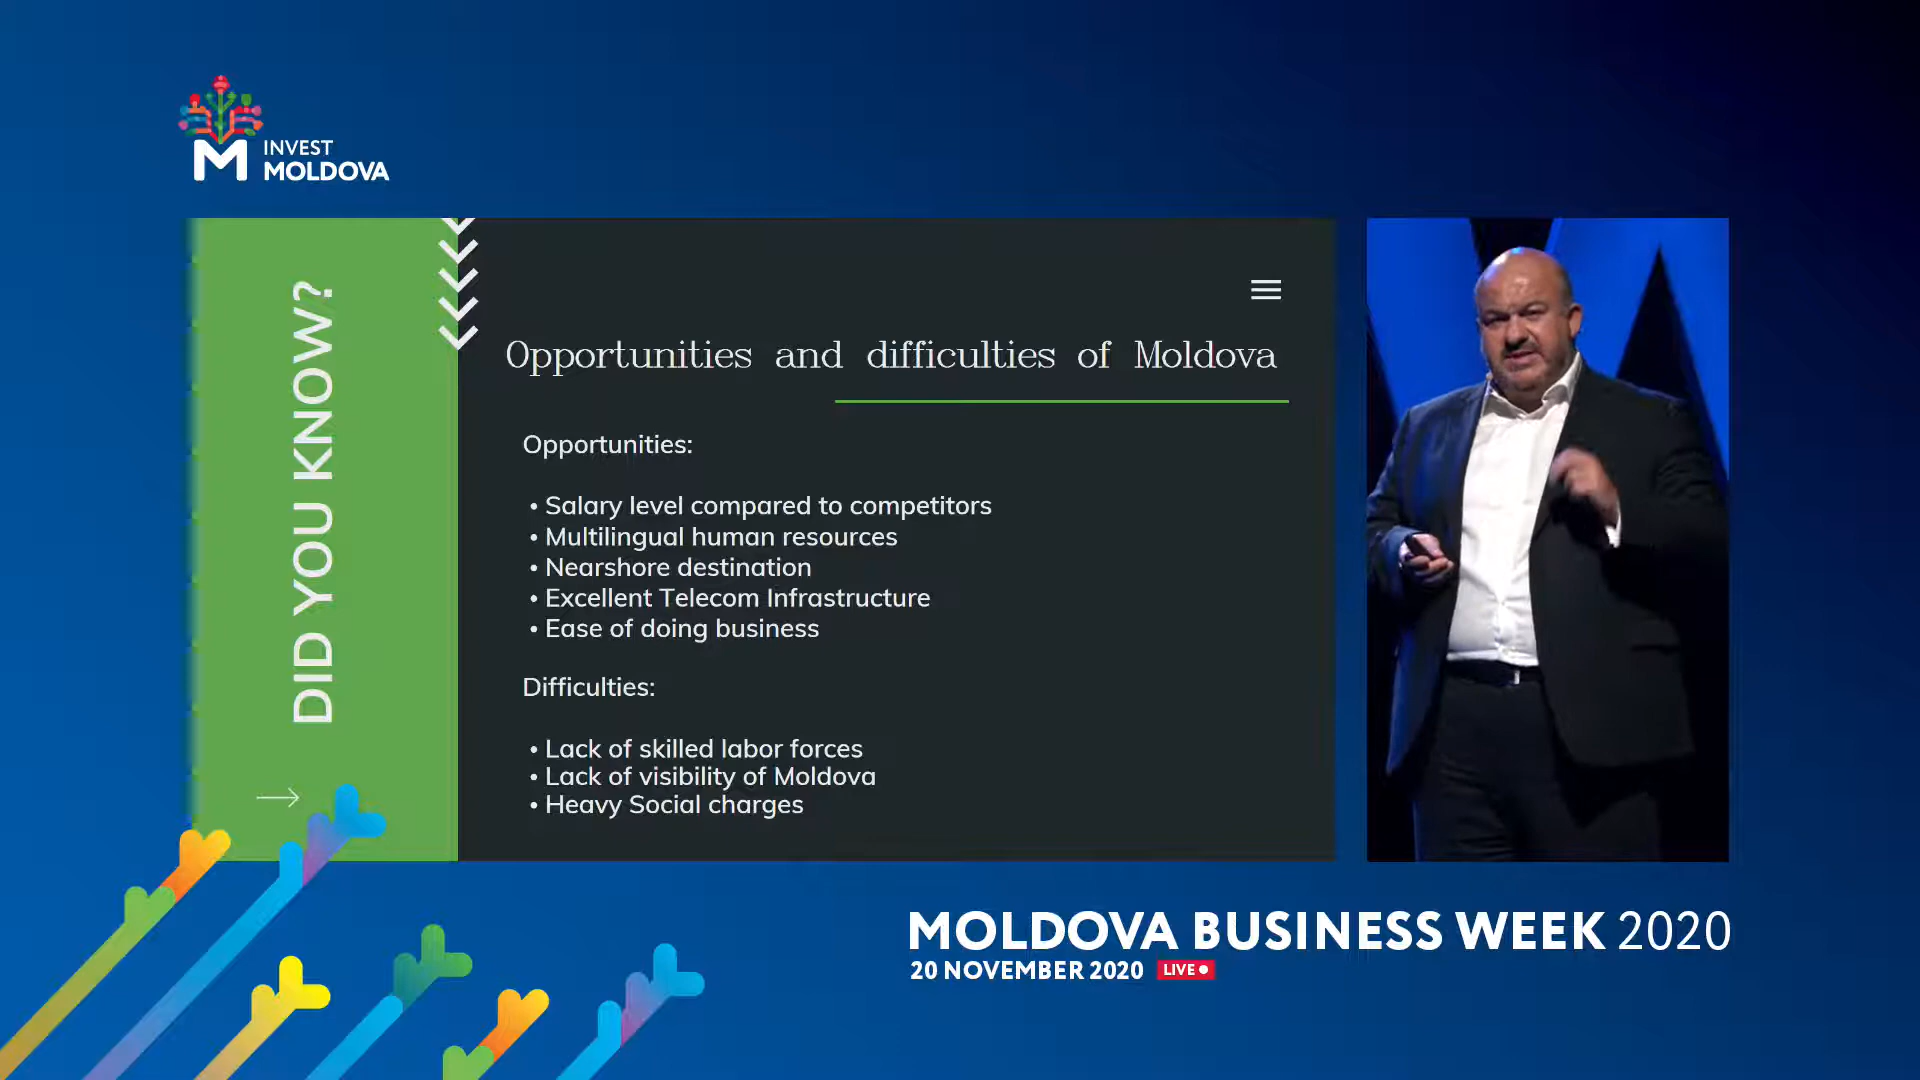 INVEST
MOLDOVA
DID YOU KNOW?
Opportunities and difficulties of Moldova
Opportunities:
• Salary level compared to competitors
• Multilingual human resources
• Nearshore destination
• Excellent Telecom Infrastructure
• Ease of doing business
Difficulties:
• Lack of skilled labor forces
• Lack of visibility of Moldova
• Heavy Social charges
MOLDOVA BUSINESS WEEK 2020
20 NOVEMBER 2020 LIVE